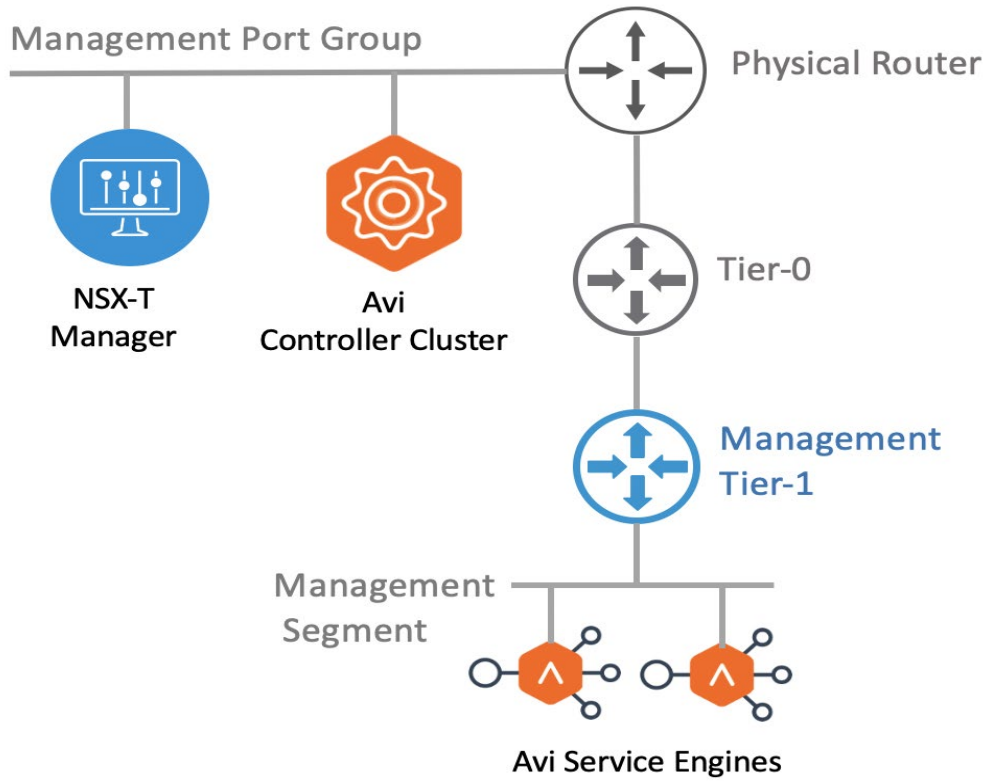 Management Port Group
Physical Router
NSX-T
Manager
Avi
Controller Cluster
Tier-0
Management
Tier-1
Management
Segment
Avi Service Engines